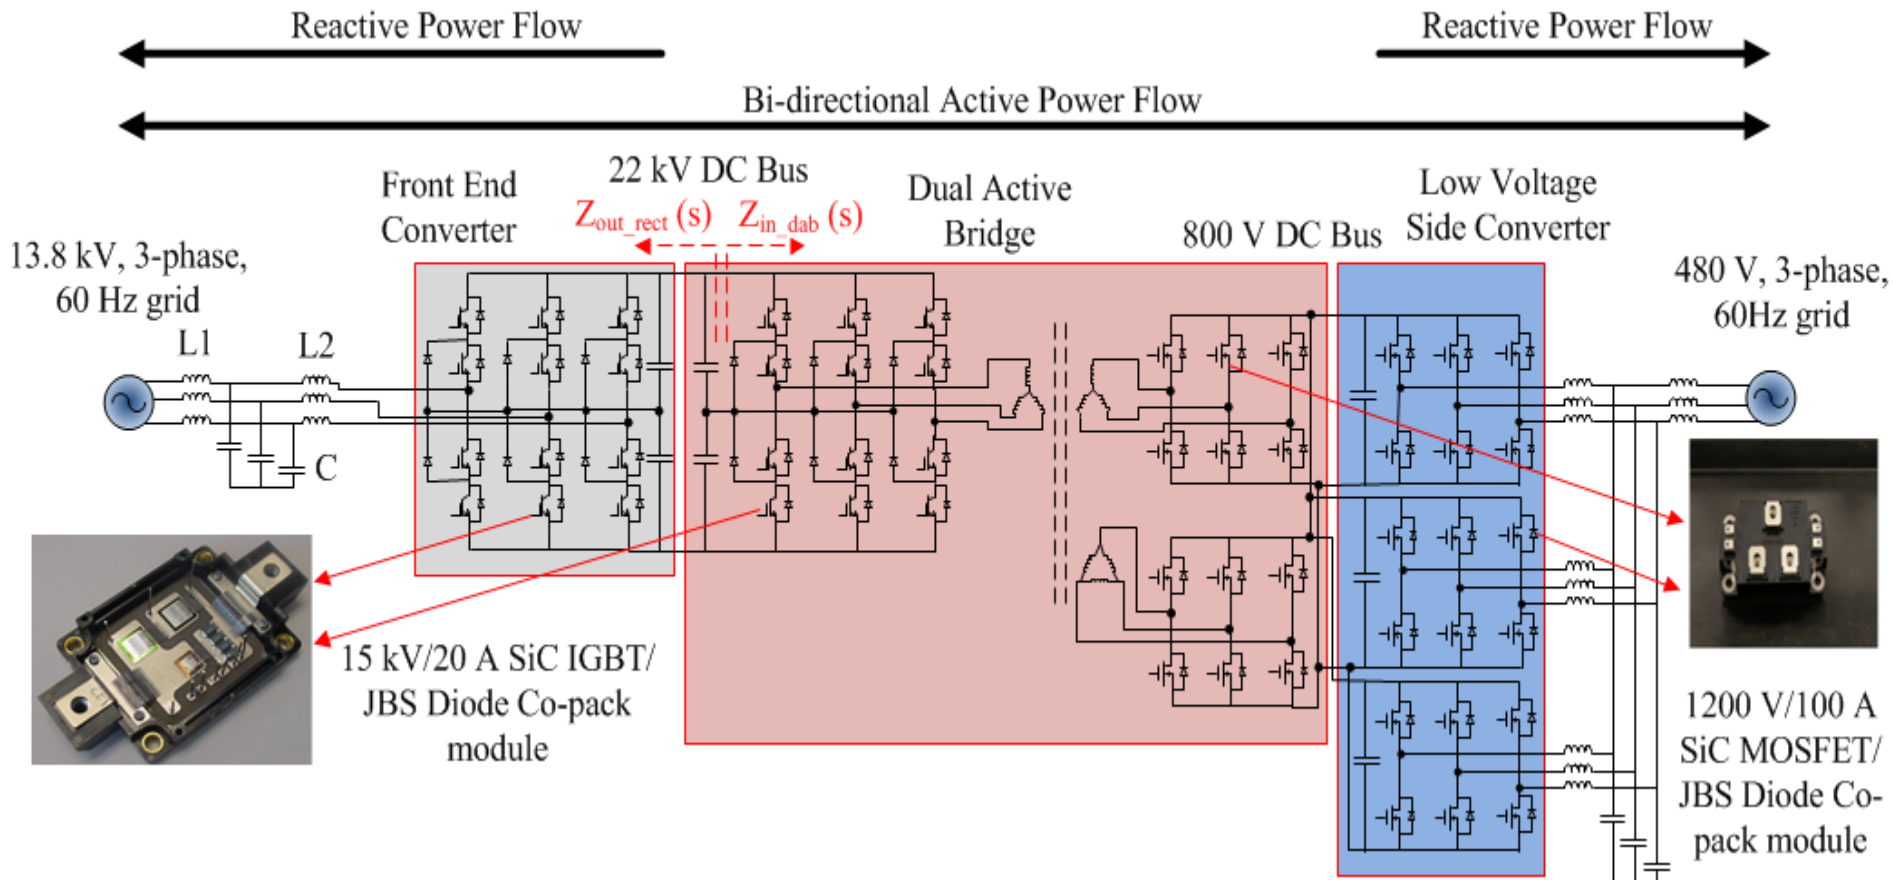 Reactive Power Flow
Reactive Power Flow
Bi-directional Active Power Flow
22 kV DC Bus
Front End
Converter
Z_out_rect (s)
Z_in_dab (s)
Dual Active
Bridge
800 V DC Bus
Low Voltage
Side Converter
13.8 kV, 3-phase,
60 Hz grid
480 V, 3-phase,
60Hz grid
L1
L2
C
15 kV/20 A SiC IGBT/
JBS Diode Co-pack
module
1200 V/100 A
SiC MOSFET/
JBS Diode Co-
pack module